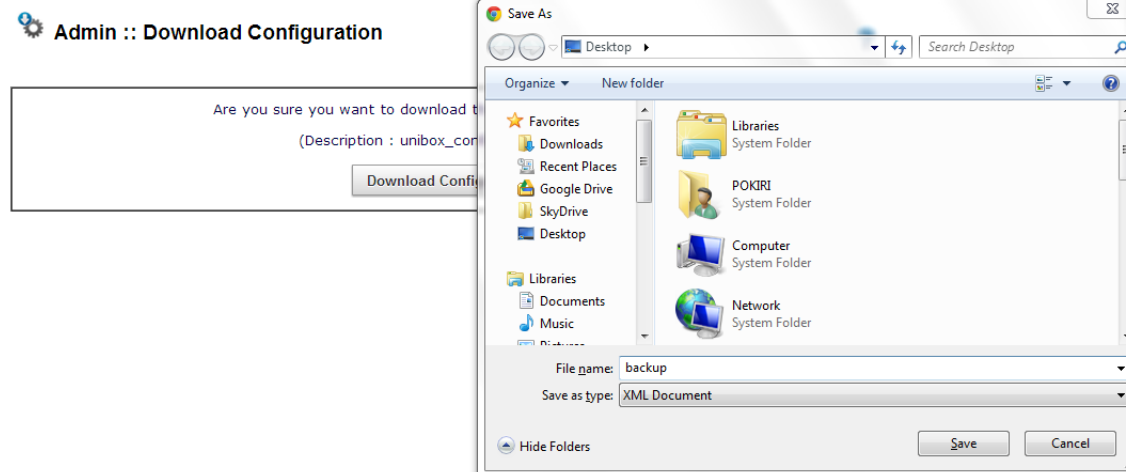 Admin :: Download Configuration
Are you sure you want to download
(Description : unibox_con
Download Config
Save As
Desktop
Search Desktop
Organize
New folder
Favorites
Downloads
Recent Places
Google Drive
SkyDrive
Desktop
Libraries
Documents
Music
Pictures
Libraries
System Folder
POKIRI
System Folder
Computer
System Folder
Network
System Folder
File name: backup
Save as type: XML Document
Hide Folders
Save
Cancel